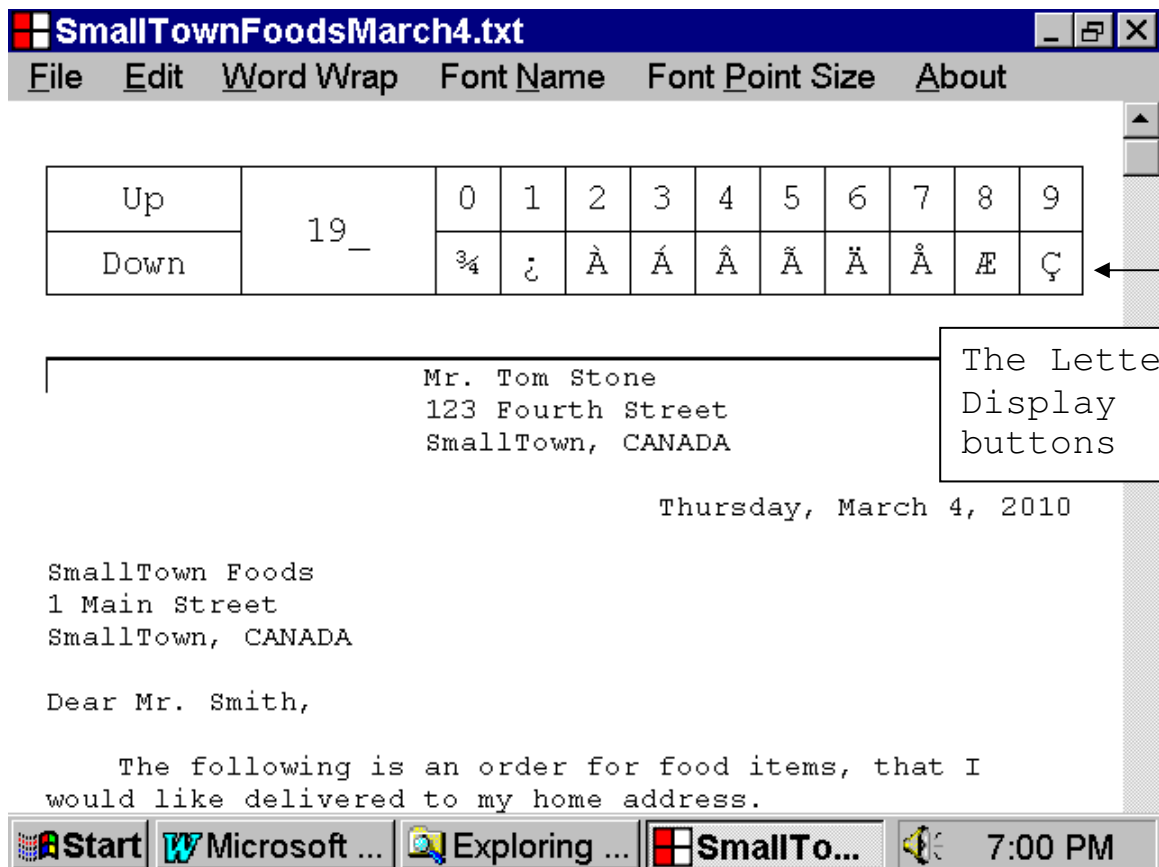 SmallTownFoodsMarch4.txt
File Edit Word Wrap Font Name Font Point Size About
Up 19_ 0 1 2 3 4 5 6 7 8 9
Down ¾ ¿ À Á Â Ã Ä Å Æ Ç
The Lette
Display
buttons
Mr. Tom Stone
123 Fourth Street
SmallTown, CANADA
Thursday, March 4, 2010
SmallTown Foods
1 Main Street
SmallTown, CANADA
Dear Mr. Smith,
The following is an order for food items, that I
would like delivered to my home address.
Start Microsoft ... Exploring ... SmallTo... 7:00 PM